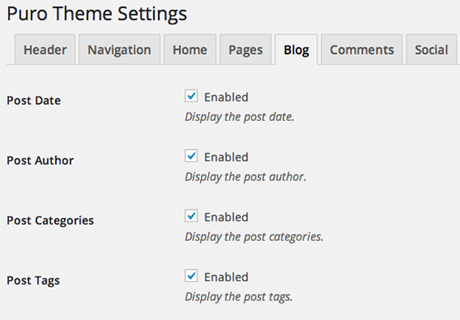 Puro Theme Settings
Header Navigation Home Pages Blog Comments Social
Post Date Enabled
Display the post date.
Post Author Enabled
Display the post author.
Post Categories Enabled
Display the post categories.
Post Tags Enabled
Display the post tags.